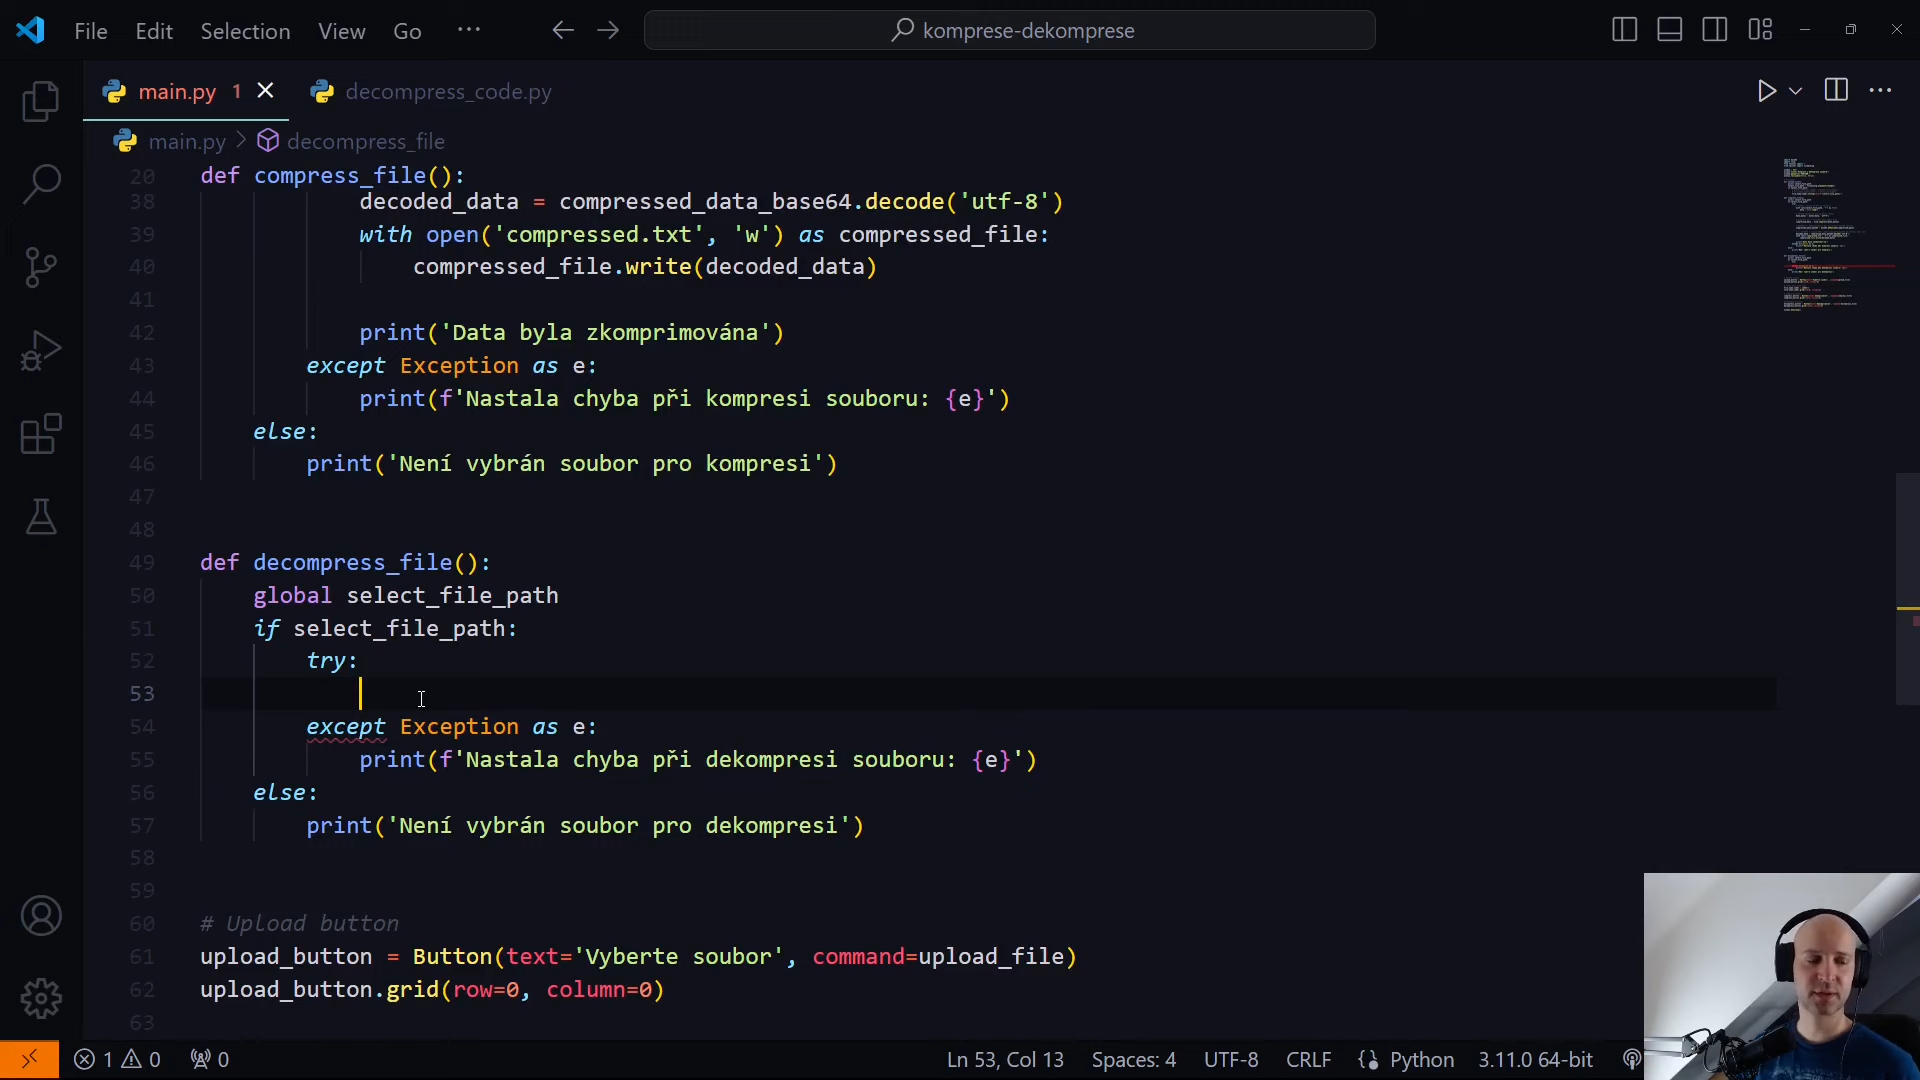 File Edit Selection View Go ··· komprese-dekomprese
main.py 1 decompress_code.py
main.py > decompress_file
20 def compress_file():
38 decoded_data = compressed_data_base64.decode('utf-8')
39 with open('compressed.txt', 'w') as compressed_file:
40 compressed_file.write(decoded_data)
41
42 print('Data byla zkomprimována')
43 except Exception as e:
44 print(f'Nastala chyba při kompresi souboru: {e}')
45 else:
46 print('Není vybrán soubor pro kompresi')
47
48
49 def decompress_file():
50 global select_file_path
51 if select_file_path:
52 try:
53
54 except Exception as e:
55 print(f'Nastala chyba při dekompresi souboru: {e}')
56 else:
57 print('Není vybrán soubor pro dekompresi')
58
59
60 # Upload button
61 upload_button = Button(text='Vyberte soubor', command=upload_file)
62 upload_button.grid(row=0, column=0)
63
1 0 0 Ln 53, Col 13 Spaces: 4 UTF-8 CRLF Python 3.11.0 64-bit